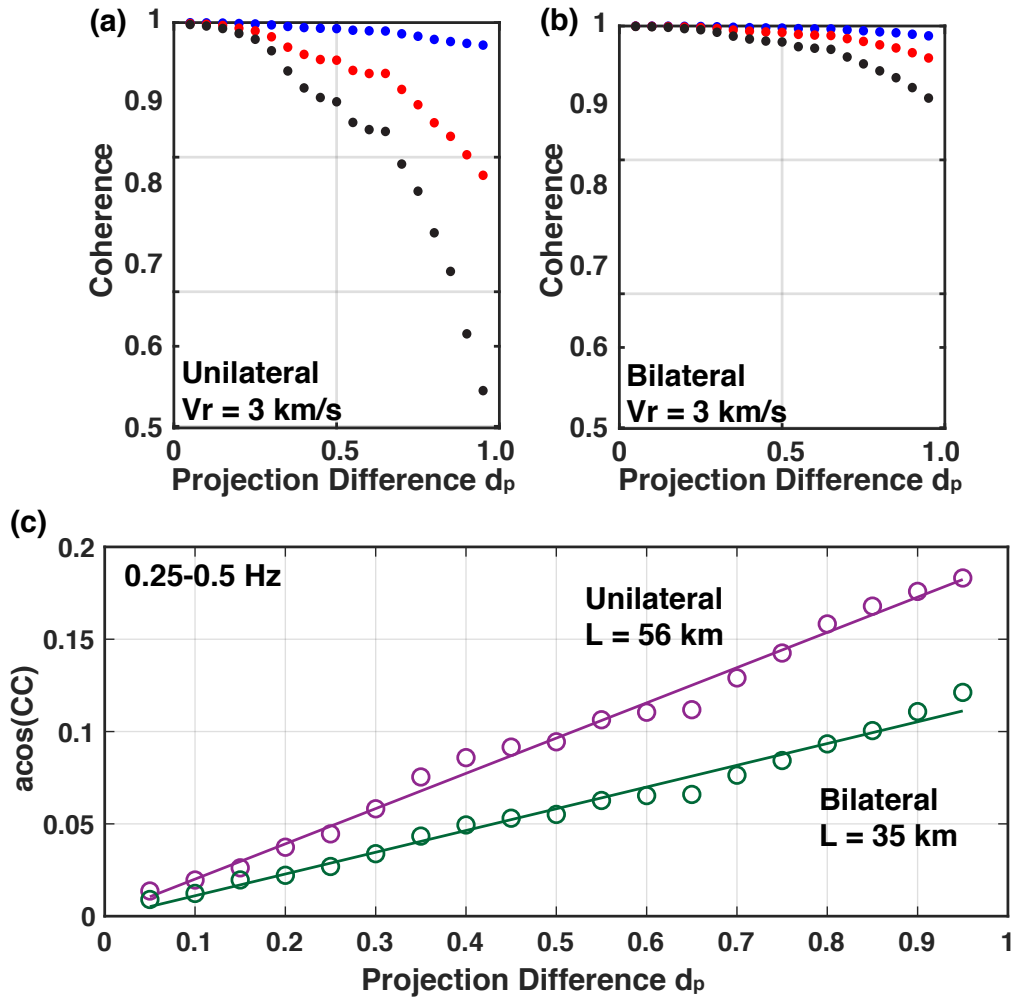 (a)
1
0.9
0.8
0.7
0.6
0.5
Coherence
Unilateral
Vr = 3 km/s
0
0.5
1.0
Projection Difference dₚ
(b)
1
0.9
0.8
0.7
0.6
0.5
Coherence
Bilateral
Vr = 3 km/s
0
0.5
1.0
Projection Difference dₚ
(c)
0.2
0.15
0.1
0.05
0
acos(CC)
0.25-0.5 Hz
Unilateral
L = 56 km
Bilateral
L = 35 km
0
0.1
0.2
0.3
0.4
0.5
0.6
0.7
0.8
0.9
1
Projection Difference dₚ